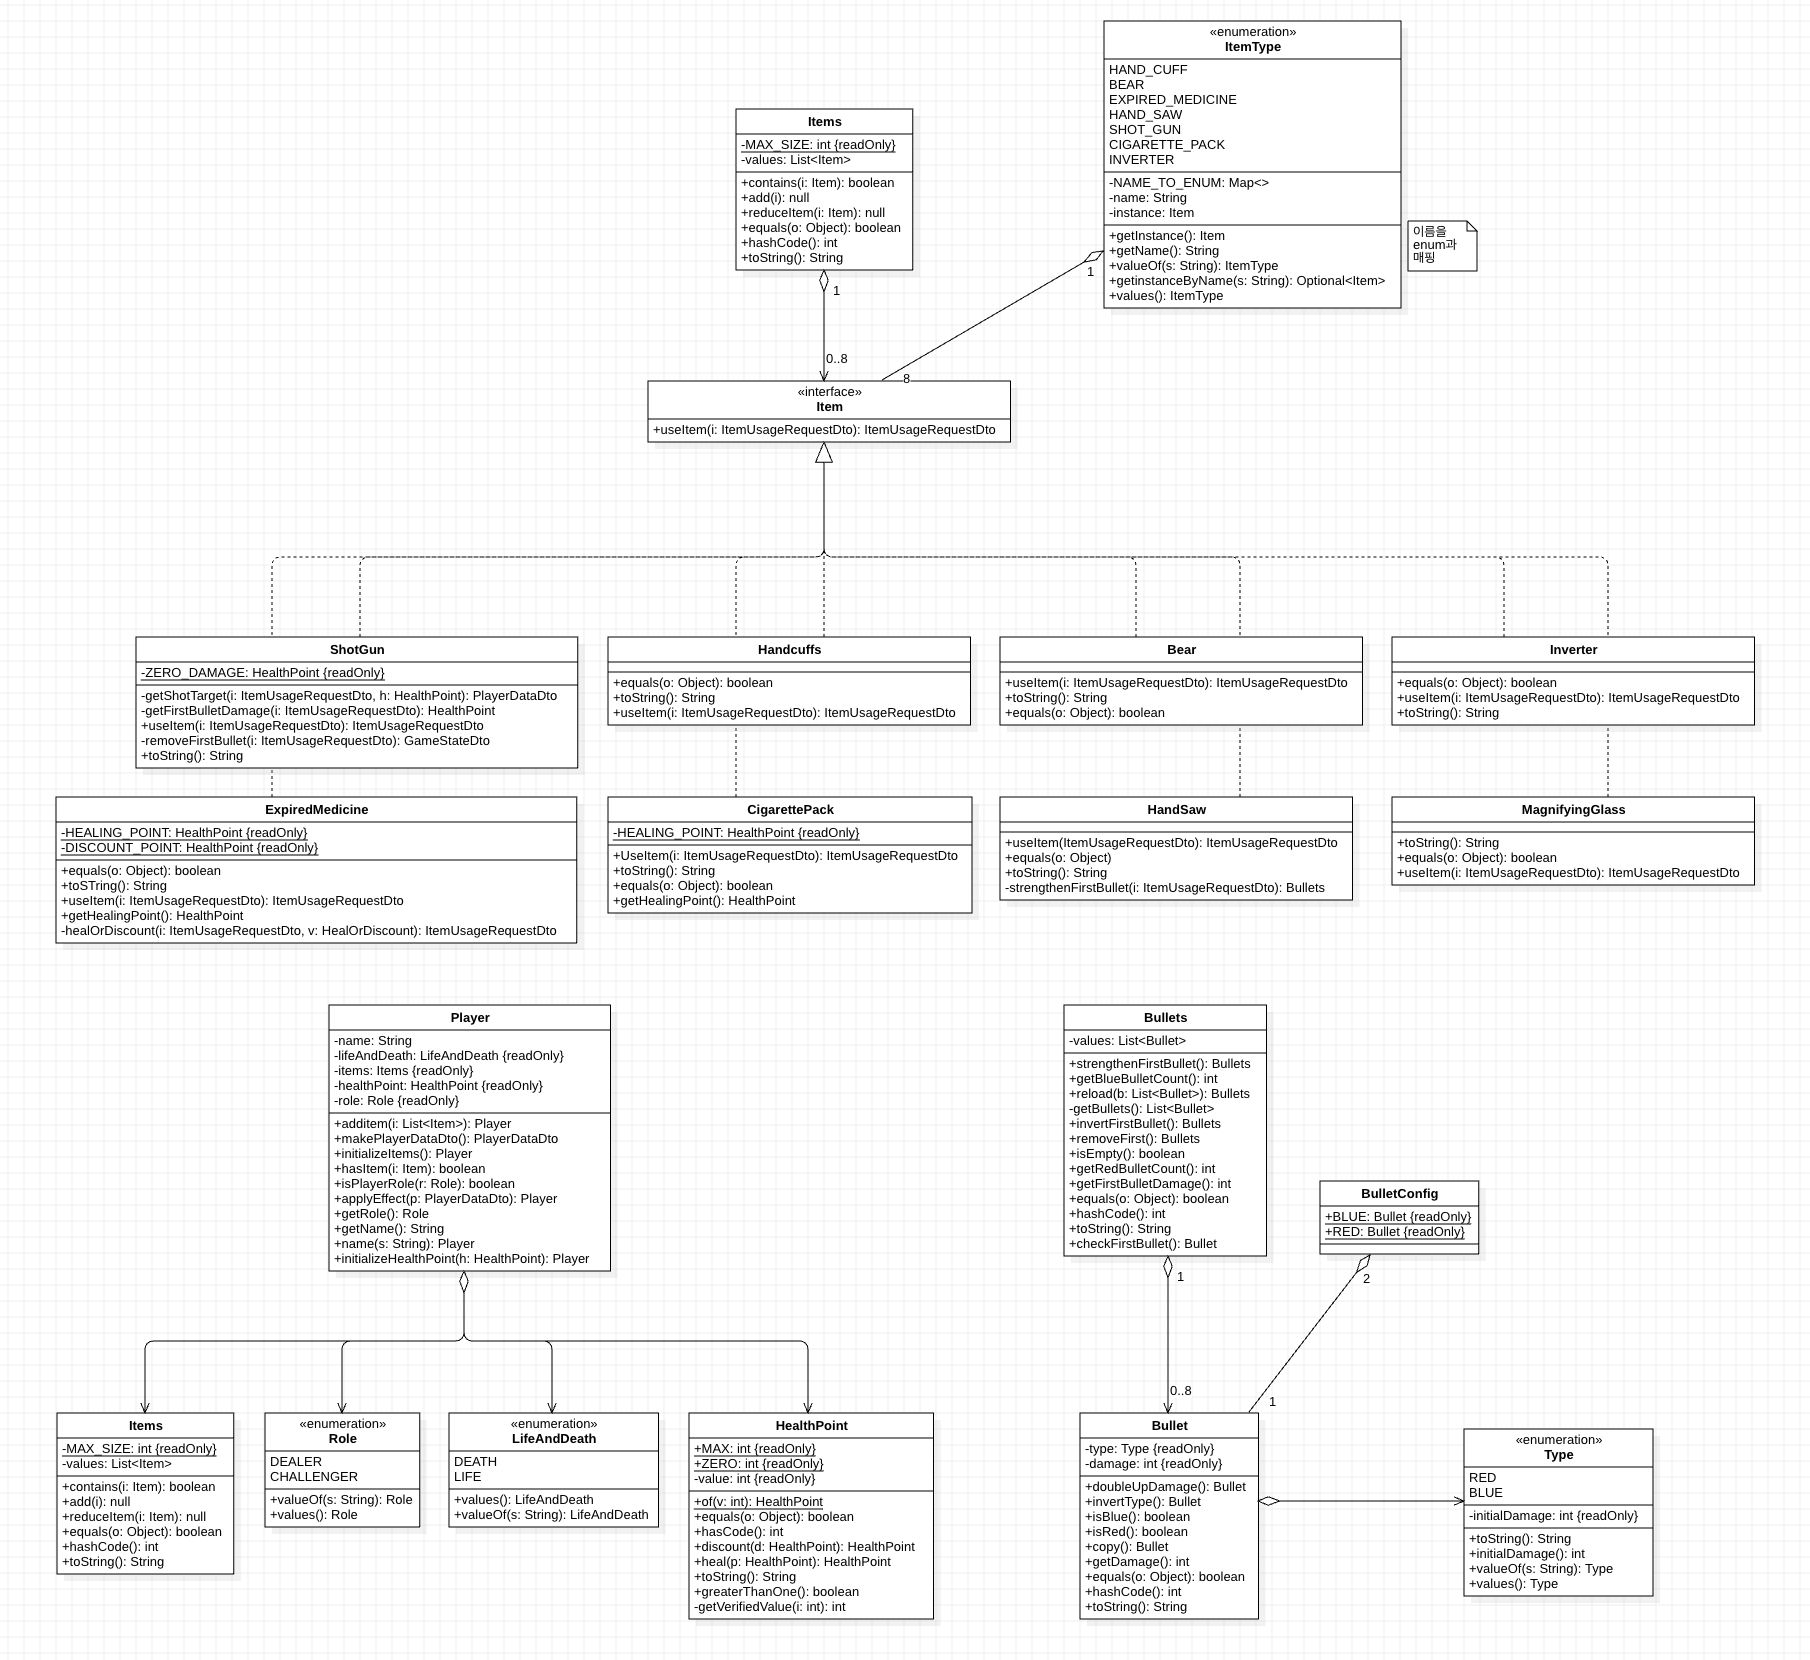 «enumeration»
ItemType
HAND_CUFF
BEAR
EXPIRED_MEDICINE
HAND_SAW
SHOT_GUN
CIGARETTE_PACK
INVERTER
-NAME_TO_ENUM: Map<>
-name: String
-instance: Item
+getInstance(): Item
+getName(): String
+valueOf(s: String): ItemType
+getinstanceByName(s: String): Optional<Item>
+values(): ItemType
이름을
enum과
매핑
Items
-MAX_SIZE: int {readOnly}
-values: List<Item>
+contains(i: Item): boolean
+add(i): null
+reduceItem(i: Item): null
+equals(o: Object): boolean
+hashCode(): int
+toString(): String
1
1
0..8
8
«interface»
Item
+useItem(i: ItemUsageRequestDto): ItemUsageRequestDto
ShotGun
-ZERO_DAMAGE: HealthPoint {readOnly}
-getShotTarget(i: ItemUsageRequestDto, h: HealthPoint): PlayerDataDto
-getFirstBulletDamage(i: ItemUsageRequestDto): HealthPoint
+useItem(i: ItemUsageRequestDto): ItemUsageRequestDto
-removeFirstBullet(i: ItemUsageRequestDto): GameStateDto
+toString(): String
Handcuffs
+equals(o: Object): boolean
+toString(): String
+useItem(i: ItemUsageRequestDto): ItemUsageRequestDto
Bear
+useItem(i: ItemUsageRequestDto): ItemUsageRequestDto
+toString(): String
+equals(o: Object): boolean
Inverter
+equals(o: Object): boolean
+useItem(i: ItemUsageRequestDto): ItemUsageRequestDto
+toString(): String
ExpiredMedicine
-HEALING_POINT: HealthPoint {readOnly}
-DISCOUNT_POINT: HealthPoint {readOnly}
+equals(o: Object): boolean
+toSTring(): String
+useItem(i: ItemUsageRequestDto): ItemUsageRequestDto
+getHealingPoint(): HealthPoint
-healOrDiscount(i: ItemUsageRequestDto, v: HealOrDiscount): ItemUsageRequestDto
CigarettePack
-HEALING_POINT: HealthPoint {readOnly}
+UseItem(i: ItemUsageRequestDto): ItemUsageRequestDto
+toString(): String
+equals(o: Object): boolean
+getHealingPoint(): HealthPoint
HandSaw
+useItem(ItemUsageRequestDto): ItemUsageRequestDto
+equals(o: Object)
+toString(): String
-strengthenFirstBullet(i: ItemUsageRequestDto): Bullets
MagnifyingGlass
+toString(): String
+equals(o: Object): boolean
+useItem(i: ItemUsageRequestDto): ItemUsageRequestDto
Player
-name: String
-lifeAndDeath: LifeAndDeath {readOnly}
-items: Items {readOnly}
-healthPoint: HealthPoint {readOnly}
-role: Role {readOnly}
+additem(i: List<Item>): Player
+makePlayerDataDto(): PlayerDataDto
+initializeItems(): Player
+hasItem(i: Item): boolean
+isPlayerRole(r: Role): boolean
+applyEffect(p: PlayerDataDto): Player
+getRole(): Role
+getName(): String
+name(s: String): Player
+initializeHealthPoint(h: HealthPoint): Player
Bullets
-values: List<Bullet>
+strengthenFirstBullet(): Bullets
+getBlueBulletCount(): int
+reload(b: List<Bullet>): Bullets
-getBullets(): List<Bullet>
+invertFirstBullet(): Bullets
+removeFirst(): Bullets
+isEmpty(): boolean
+getRedBulletCount(): int
+getFirstBulletDamage(): int
+equals(o: Object): boolean
+hashCode(): int
+toString(): String
+checkFirstBullet(): Bullet
BulletConfig
+BLUE: Bullet {readOnly}
+RED: Bullet {readOnly}
1
2
0..8
1
Items
-MAX_SIZE: int {readOnly}
-values: List<Item>
+contains(i: Item): boolean
+add(i): null
+reduceItem(i: Item): null
+equals(o: Object): boolean
+hashCode(): int
+toString(): String
«enumeration»
Role
DEALER
CHALLENGER
+valueOf(s: String): Role
+values(): Role
«enumeration»
LifeAndDeath
DEATH
LIFE
+values(): LifeAndDeath
+valueOf(s: String): LifeAndDeath
HealthPoint
+MAX: int {readOnly}
+ZERO: int {readOnly}
-value: int {readOnly}
+of(v: int): HealthPoint
+equals(o: Object): boolean
+hasCode(): int
+discount(d: HealthPoint): HealthPoint
+heal(p: HealthPoint): HealthPoint
+toString(): String
+greaterThanOne(): boolean
-getVerifiedValue(i: int): int
Bullet
-type: Type {readOnly}
-damage: int {readOnly}
+doubleUpDamage(): Bullet
+invertType(): Bullet
+isBlue(): boolean
+isRed(): boolean
+copy(): Bullet
+getDamage(): int
+equals(o: Object): boolean
+hashCode(): int
+toString(): String
«enumeration»
Type
RED
BLUE
-initialDamage: int {readOnly}
+toString(): String
+initialDamage(): int
+valueOf(s: String): Type
+values(): Type